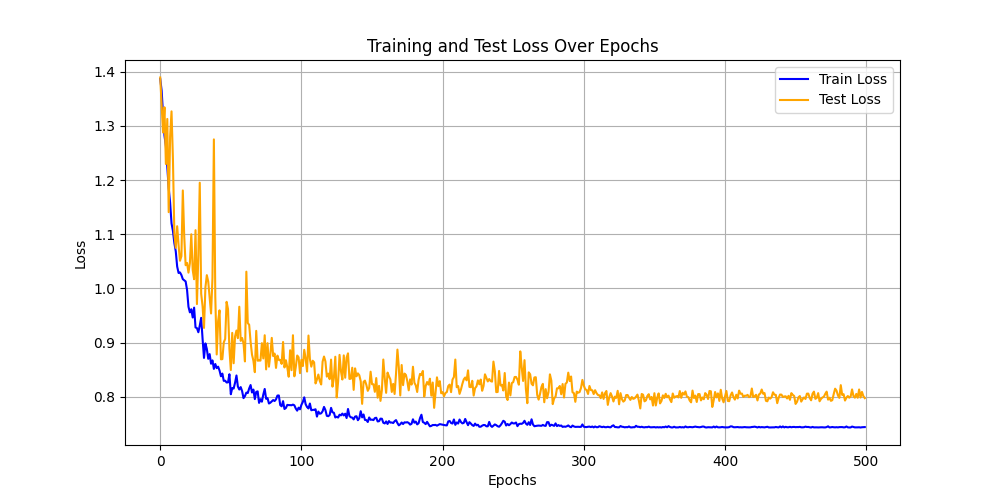 Training and Test Loss Over Epochs
Train Loss
Test Loss
1.4
1.3
1.2
1.1
1.0
0.9
0.8
Loss
0 100 200 300 400 500
Epochs